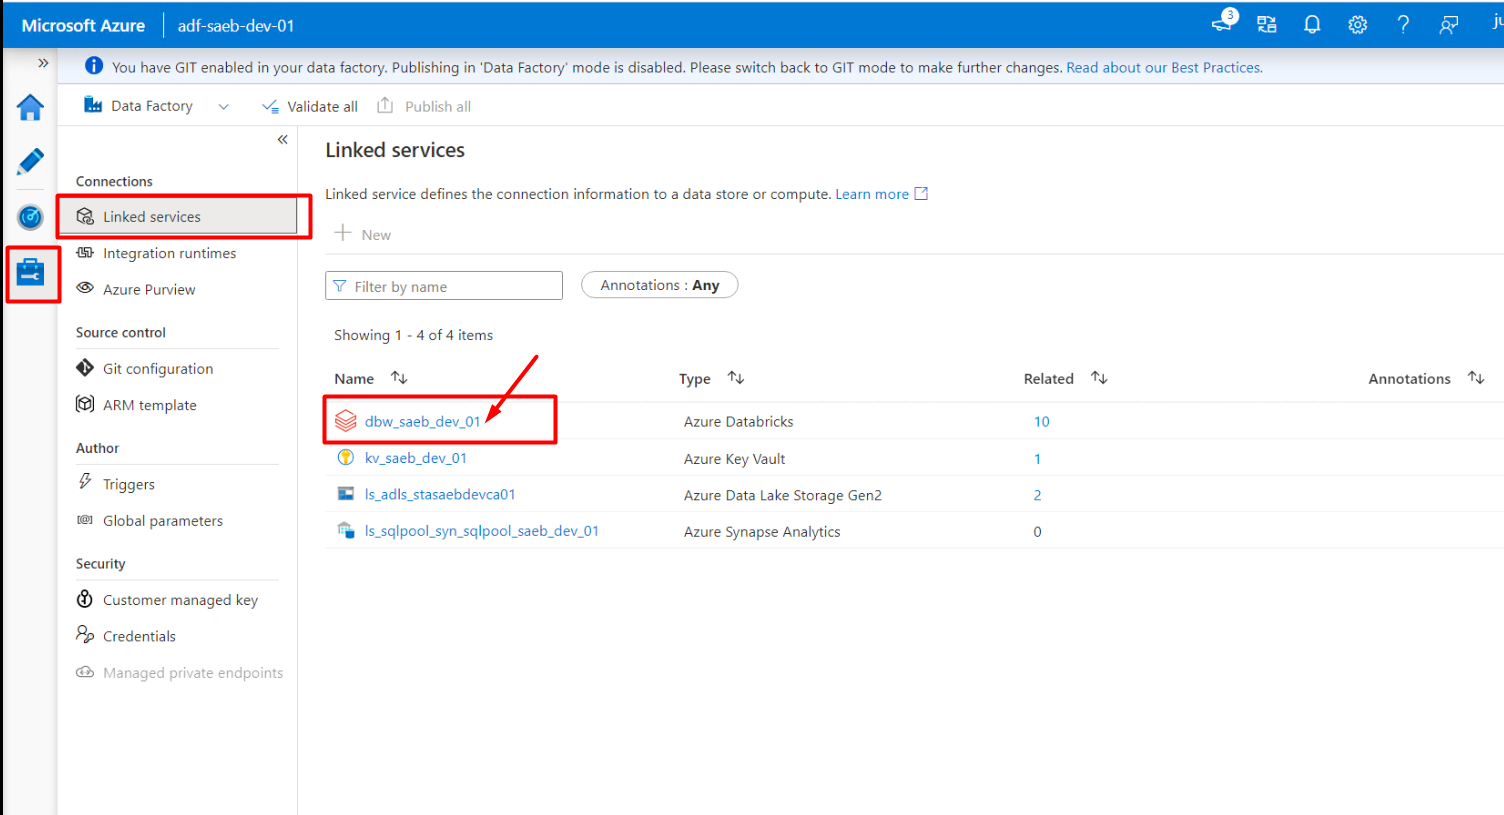 Microsoft Azure | adf-saeb-dev-01 3 ju
You have GIT enabled in your data factory. Publishing in 'Data Factory' mode is disabled. Please switch back to GIT mode to make further changes. Read about our Best Practices.
Data Factory Validate all Publish all
Linked services
Connections
Linked service defines the connection information to a data store or compute. Learn more
Linked services
New
Integration runtimes
Azure Purview
Filter by name Annotations : Any
Source control
Showing 1 - 4 of 4 items
Git configuration
Name Type Related Annotations
ARM template
dbw_saeb_dev_01 Azure Databricks 10
Author
kv_saeb_dev_01 Azure Key Vault 1
Triggers
ls_adls_stasaebdevca01 Azure Data Lake Storage Gen2 2
Global parameters
ls_sqlpool_syn_sqlpool_saeb_dev_01 Azure Synapse Analytics 0
Security
Customer managed key
Credentials
Managed private endpoints